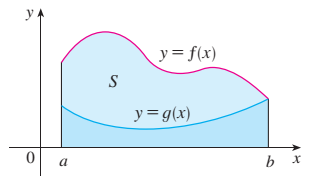 y
y = f(x)
S
y = g(x)
0 a b x